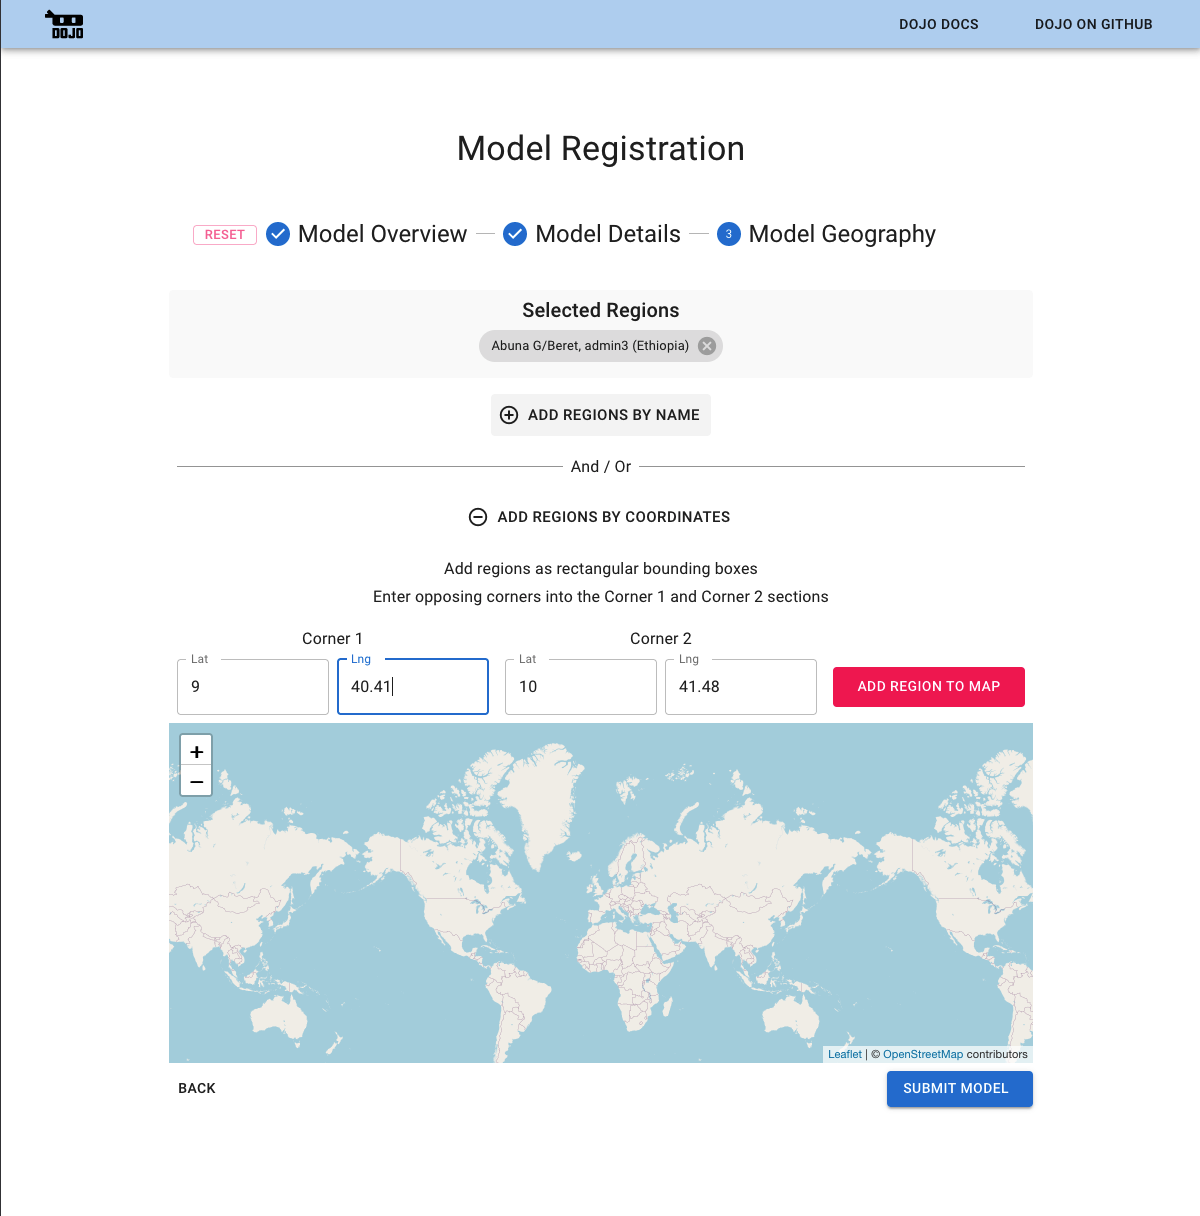 DOJO
DOJO DOCS
DOJO ON GITHUB
Model Registration
RESET
Model Overview
Model Details
3
Model Geography
Selected Regions
Abuna G/Beret, admin3 (Ethiopia)
ADD REGIONS BY NAME
And / Or
ADD REGIONS BY COORDINATES
Add regions as rectangular bounding boxes
Enter opposing corners into the Corner 1 and Corner 2 sections
Corner 1
Corner 2
Lat
9
Lng
40.41
Lat
10
Lng
41.48
ADD REGION TO MAP
+
−
Leaflet | © OpenStreetMap contributors
BACK
SUBMIT MODEL